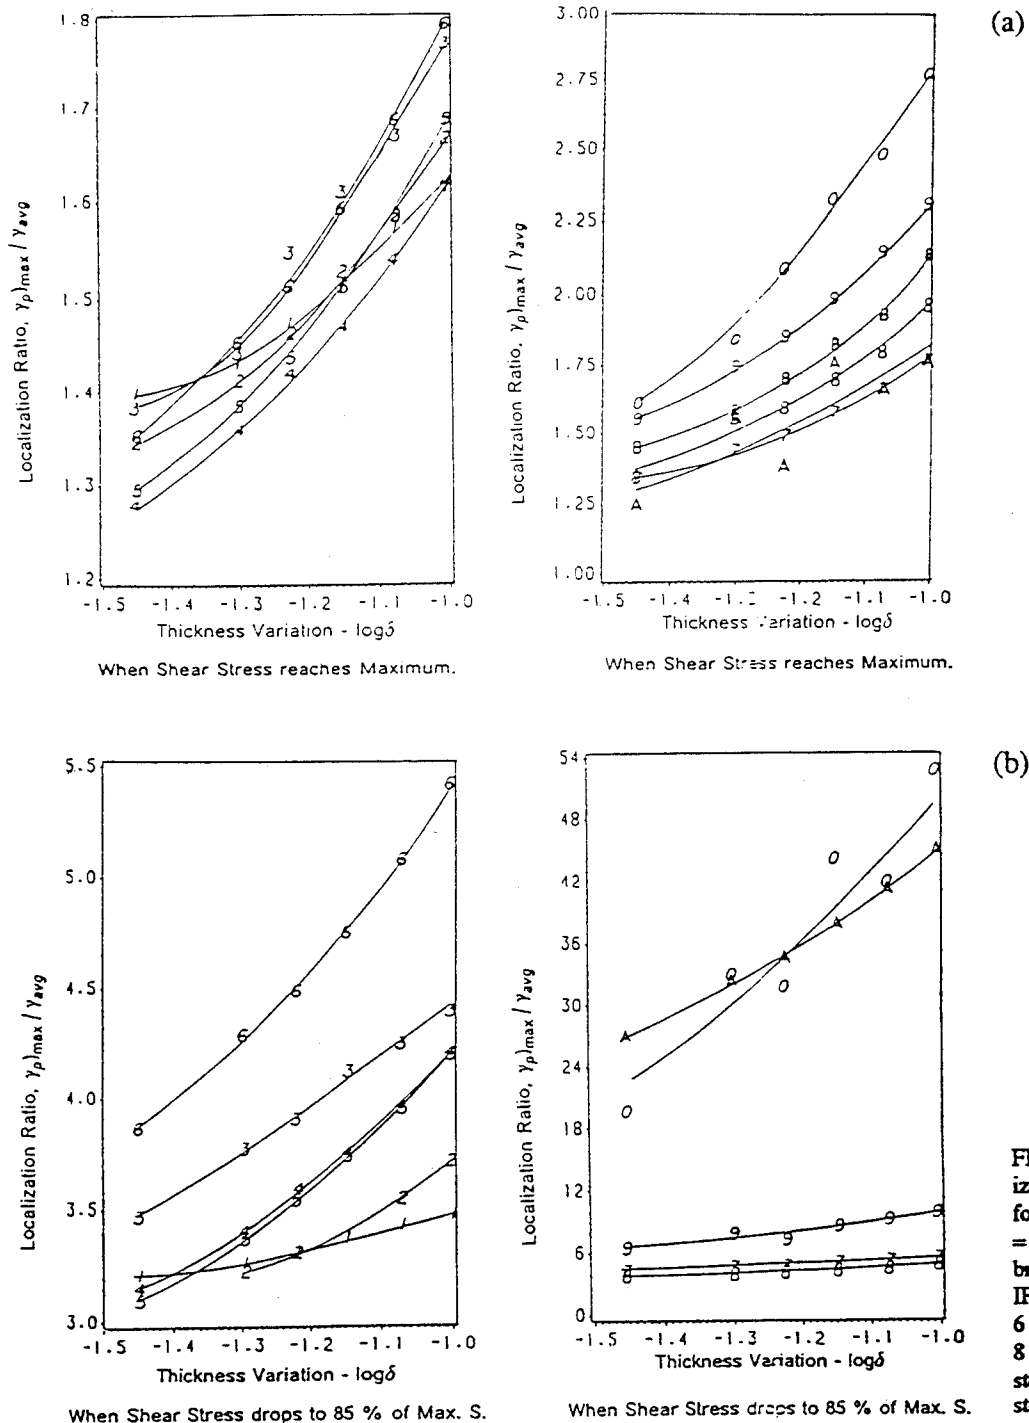 (a)
1.8
1.7
1.6
1.5
1.4
1.3
1.2
Localization Ratio, γρ)max / γavg
-1.5 -1.4 -1.3 -1.2 -1.1 -1.0
Thickness Variation - logδ
When Shear Stress reaches Maximum.
3.00
2.75
2.50
2.25
2.00
1.75
1.50
1.25
1.00
Localization Ratio, γρ)max / γavg
-1.5 -1.4 -1.3 -1.2 -1.1 -1.0
Thickness Variation - logδ
When Shear Stress reaches Maximum.
(b)
5.5
5.0
4.5
4.0
3.5
3.0
Localization Ratio, γρ)max / γavg
-1.5 -1.4 -1.3 -1.2 -1.1 -1.0
Thickness Variation - logδ
When Shear Stress drops to 85 % of Max. S.
54
48
42
36
30
24
18
12
6
0
Localization Ratio, γρ)max / γavg
-1.5 -1.4 -1.3 -1.2 -1.1 -1.0
Thickness Variation - logδ
When Shear Stress drops to 85 % of Max. S.
iz
fo
=
br
6
8
st
st